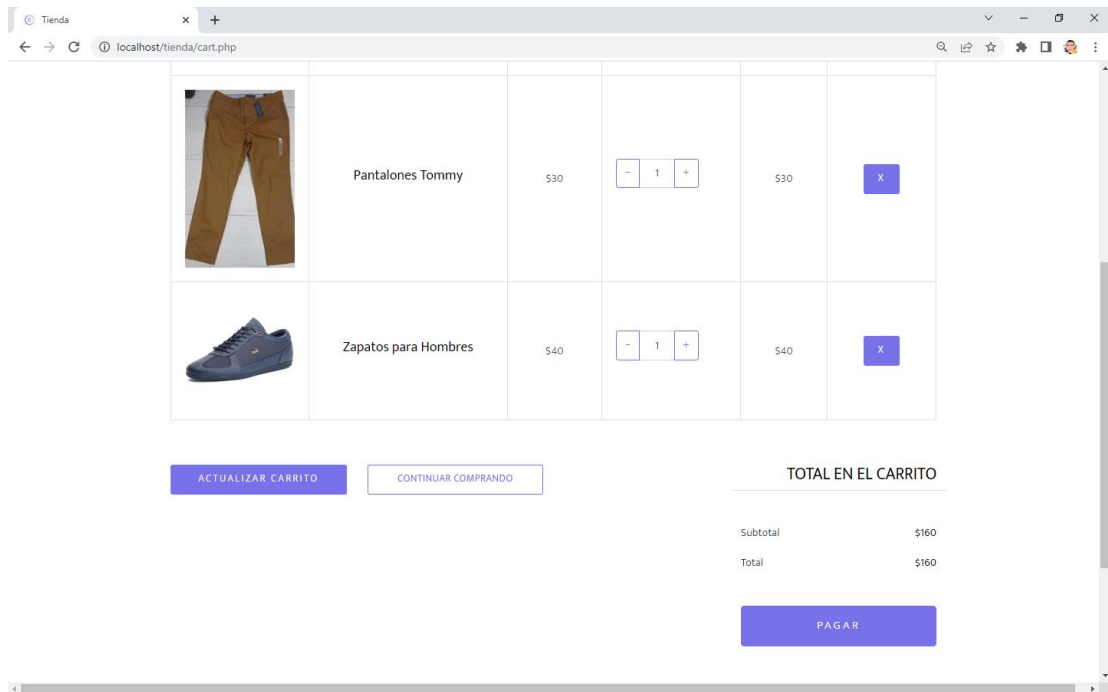 Tienda
localhost/tienda/cart.php
Pantalones Tommy $30 - 1 + $30 X
Zapatos para Hombres $40 - 1 + $40 X
ACTUALIZAR CARRITO CONTINUAR COMPRANDO
TOTAL EN EL CARRITO
Subtotal $160
Total $160
PAGAR